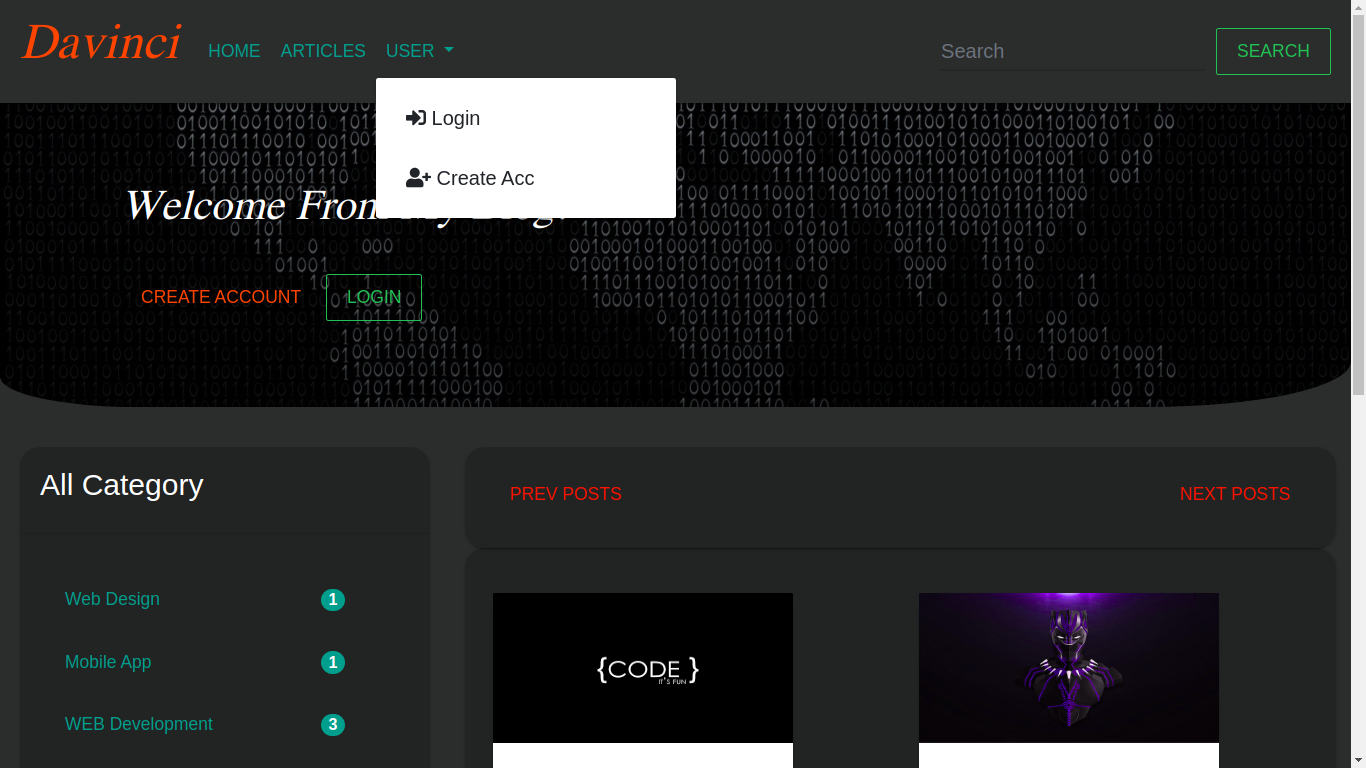 Davinci HOME ARTICLES USER Search SEARCH
Login
Create Acc
Welcome From
CREATE ACCOUNT LOGIN
All Category
PREV POSTS NEXT POSTS
Web Design 1
Mobile App 1
WEB Development 3
{CODE }
IT'S FUN